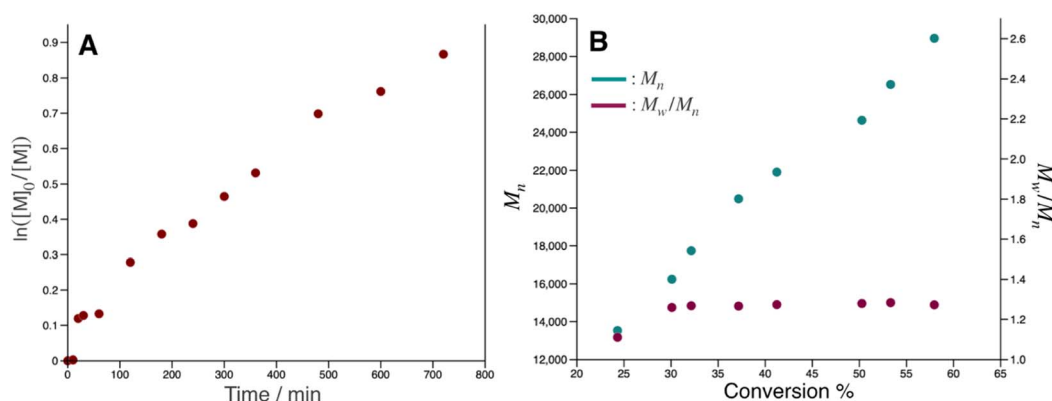 A
ln([M]0/[M])
0.9
0.8
0.7
0.6
0.5
0.4
0.3
0.2
0.1
0
0 100 200 300 400 500 600 700 800
Time / min
B
: Mn
: Mw/Mn
Mn
30,000
28,000
26,000
24,000
22,000
20,000
18,000
16,000
14,000
12,000
20 25 30 35 40 45 50 55 60 65
Conversion %
2.6
2.4
2.2
2.0
1.8
1.6
1.4
1.2
1.0
Mw/Mn